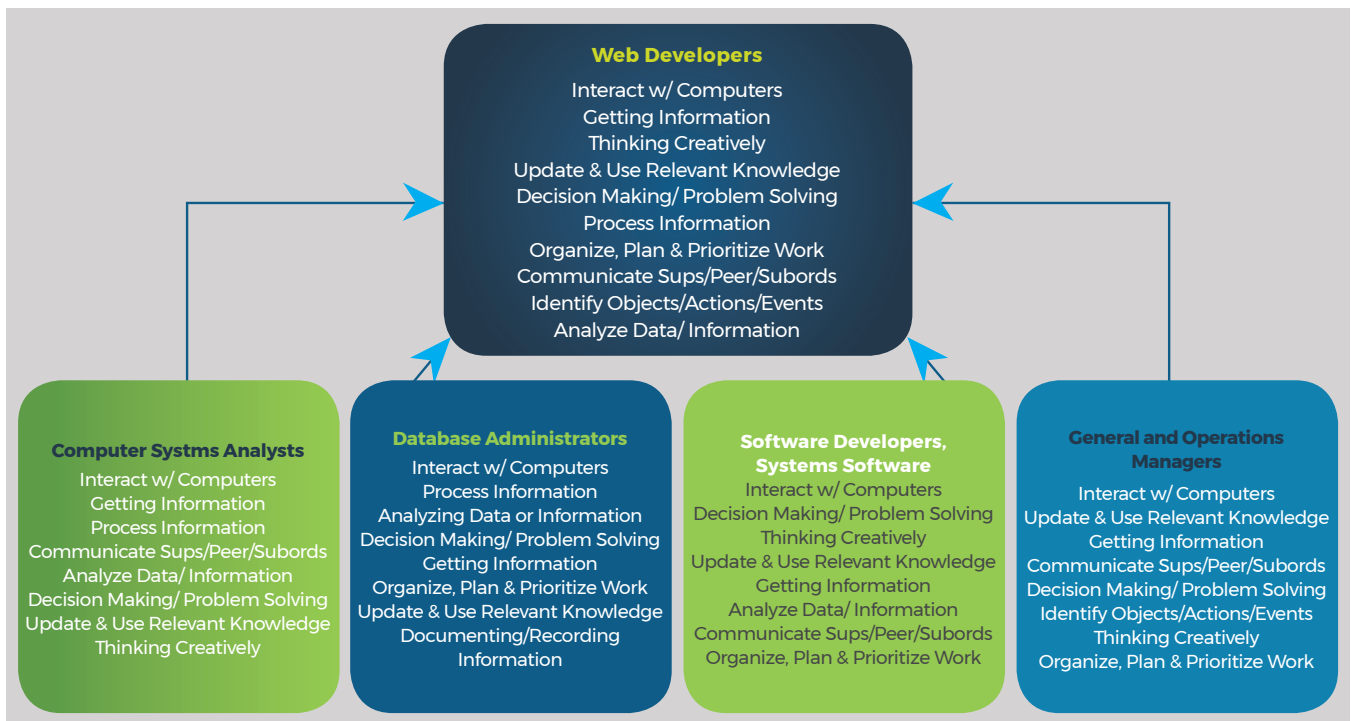 Web Developers
Interact w/ Computers
Getting Information
Thinking Creatively
Update & Use Relevant Knowledge
Decision Making/ Problem Solving
Process Information
Organize, Plan & Prioritize Work
Communicate Sups/Peer/Subords
Identify Objects/Actions/Events
Analyze Data/ Information
Computer Systms Analysts
Interact w/ Computers
Getting Information
Process Information
Communicate Sups/Peer/Subords
Analyze Data/ Information
Decision Making/ Problem Solving
Update & Use Relevant Knowledge
Thinking Creatively
Database Administrators
Interact w/ Computers
Process Information
Analyzing Data or Information
Decision Making/ Problem Solving
Getting Information
Organize, Plan & Prioritize Work
Update & Use Relevant Knowledge
Documenting/Recording
Information
Software Developers,
Systems Software
Interact w/ Computers
Decision Making/ Problem Solving
Thinking Creatively
Update & Use Relevant Knowledge
Getting Information
Analyze Data/ Information
Communicate Sups/Peer/Subords
Organize, Plan & Prioritize Work
General and Operations
Managers
Interact w/ Computers
Update & Use Relevant Knowledge
Getting Information
Communicate Sups/Peer/Subords
Decision Making/ Problem Solving
Identify Objects/Actions/Events
Thinking Creatively
Organize, Plan & Prioritize Work